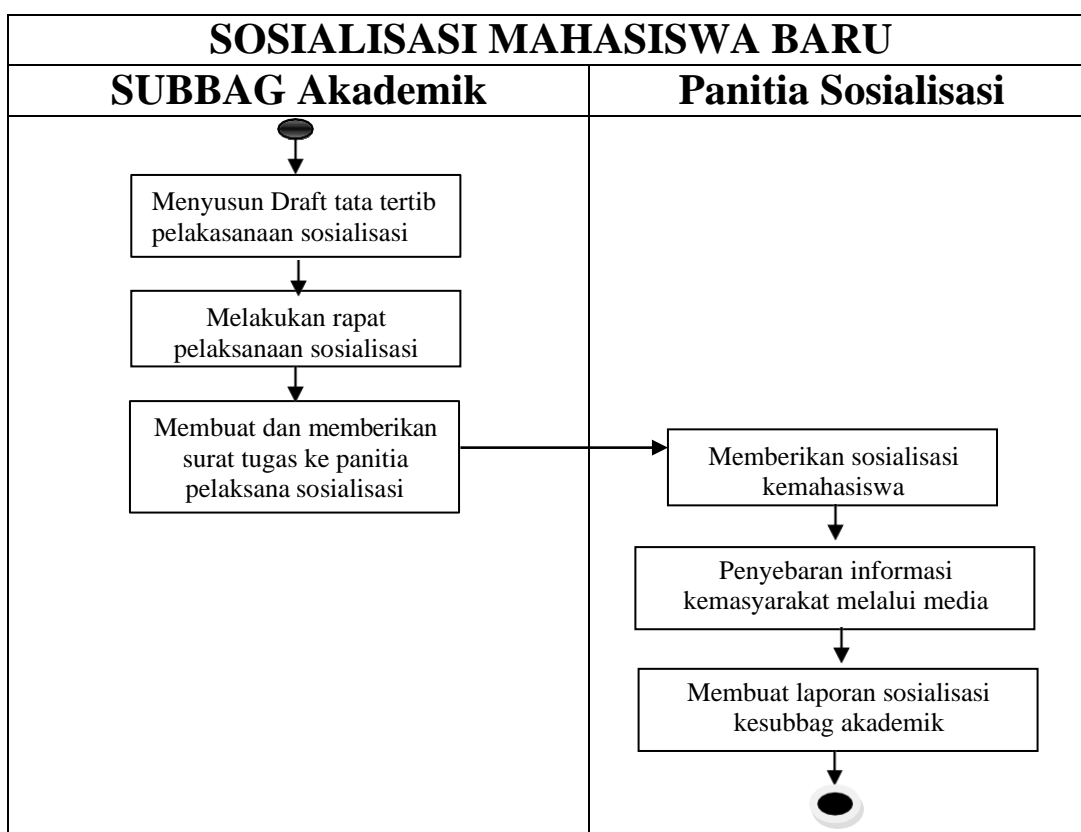 SOSIALISASI MAHASISWA BARU
SUBBAG Akademik
Panitia Sosialisasi
Menyusun Draft tata tertib
pelakasanaan sosialisasi
Melakukan rapat
pelaksanaan sosialisasi
Membuat dan memberikan
surat tugas ke panitia
pelaksana sosialisasi
Memberikan sosialisasi
kemahasiswa
Penyebaran informasi
kemasyarakat melalui media
Membuat laporan sosialisasi
kesubbag akademik